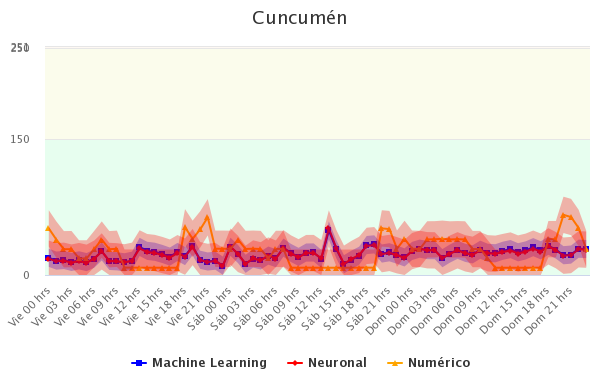 Cuncumén
250
150
0
Vie 00 hrs
Vie 03 hrs
Vie 06 hrs
Vie 09 hrs
Vie 12 hrs
Vie 15 hrs
Vie 18 hrs
Vie 21 hrs
Sáb 00 hrs
Sáb 03 hrs
Sáb 06 hrs
Sáb 09 hrs
Sáb 12 hrs
Sáb 15 hrs
Sáb 18 hrs
Sáb 21 hrs
Dom 00 hrs
Dom 03 hrs
Dom 06 hrs
Dom 09 hrs
Dom 12 hrs
Dom 15 hrs
Dom 18 hrs
Dom 21 hrs
Machine Learning
Neuronal
Numérico